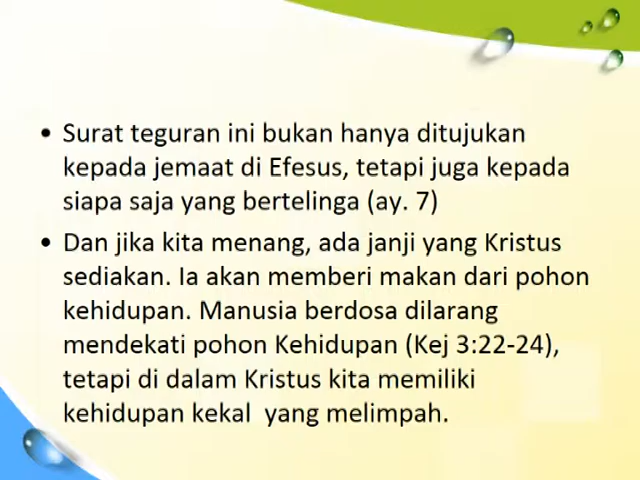 • Surat teguran ini bukan hanya ditujukan
kepada jemaat di Efesus, tetapi juga kepada
siapa saja yang bertelinga (ay. 7)
• Dan jika kita menang, ada janji yang Kristus
sediakan. Ia akan memberi makan dari pohon
kehidupan. Manusia berdosa dilarang
mendekati pohon Kehidupan (Kej 3:22-24),
tetapi di dalam Kristus kita memiliki
kehidupan kekal  yang melimpah.